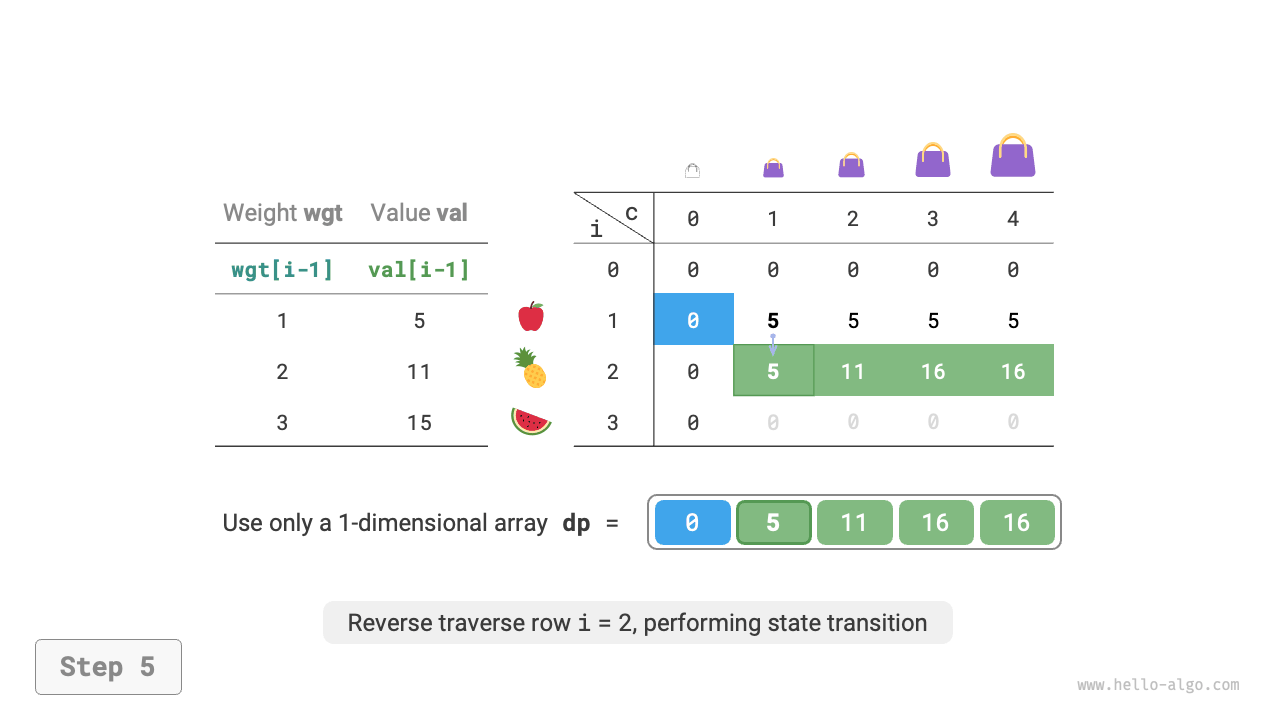 Weight wgt Value val
wgt[i-1] val[i-1]
1 5
2 11
3 15
i c 0 1 2 3 4
0 0 0 0 0 0
1 0 5 5 5 5
2 0 5 11 16 16
3 0 0 0 0 0
Use only a 1-dimensional array dp = 0 5 11 16 16
Reverse traverse row i = 2, performing state transition
Step 5
www.hello-algo.com